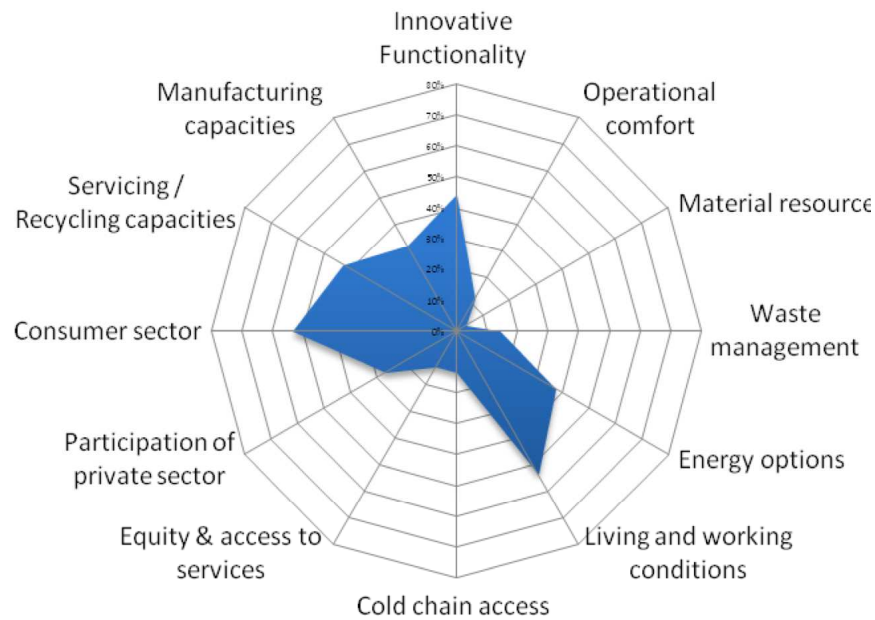 Innovative
Functionality
Operational
comfort
Material resource
Waste
management
Energy options
Living and working
conditions
Cold chain access
Equity & access to
services
Participation of
private sector
Consumer sector
Servicing /
Recycling capacities
Manufacturing
capacities
80%
70%
60%
50%
40%
30%
20%
10%
0%